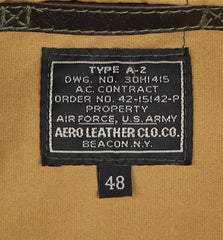 TYPE A-2
DWG. NO. 30H1415
A.C. CONTRACT
ORDER NO. 42-15142-P
PROPERTY
AIR FORCE, U.S. ARMY
AERO LEATHER CLO. CO.
BEACON. N.Y.
48